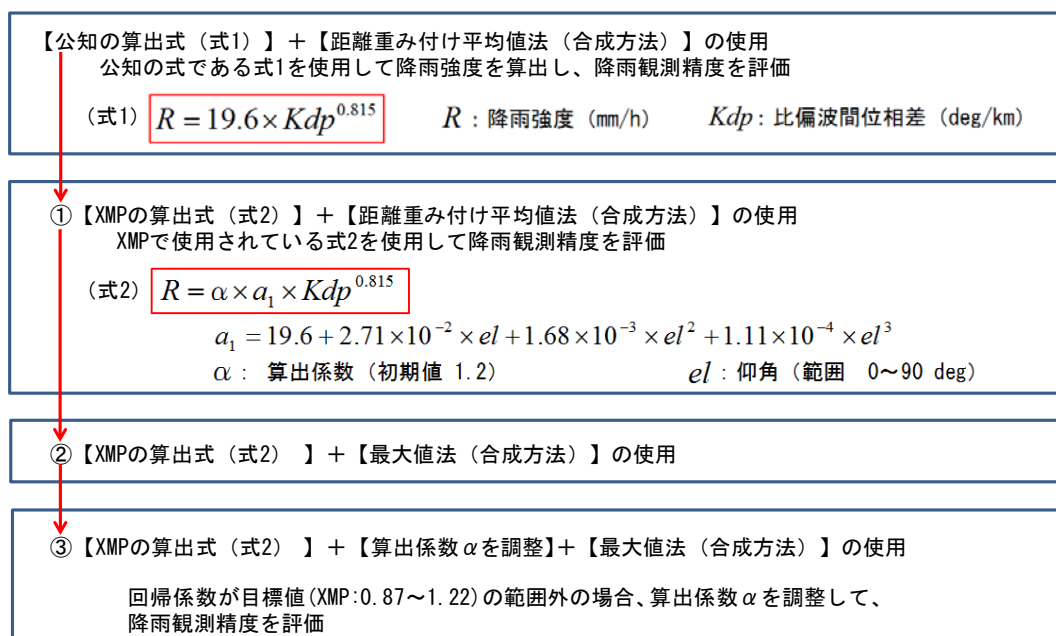 【公知の算出式（式1）】＋【距離重み付け平均値法（合成方法）】の使用
公知の式である式1を使用して降雨強度を算出し、降雨観測精度を評価
（式1） R = 19.6 × Kdp^0.815 R : 降雨強度（mm/h） Kdp : 比偏波間位相差（deg/km）
①【XMPの算出式（式2）】＋【距離重み付け平均値法（合成方法）】の使用
XMPで使用されている式2を使用して降雨観測精度を評価
（式2） R = α × a₁ × Kdp^0.815
a₁ = 19.6 + 2.71×10^-2 × el + 1.68×10^-3 × el^2 + 1.11×10^-4 × el^3
α : 算出係数（初期値 1.2） el : 仰角（範囲 0～90 deg）
②【XMPの算出式（式2） 】＋【最大値法（合成方法）】の使用
③【XMPの算出式（式2） 】＋【算出係数αを調整】＋【最大値法（合成方法）】の使用
回帰係数が目標値(XMP:0.87～1.22)の範囲外の場合、算出係数αを調整して、
降雨観測精度を評価